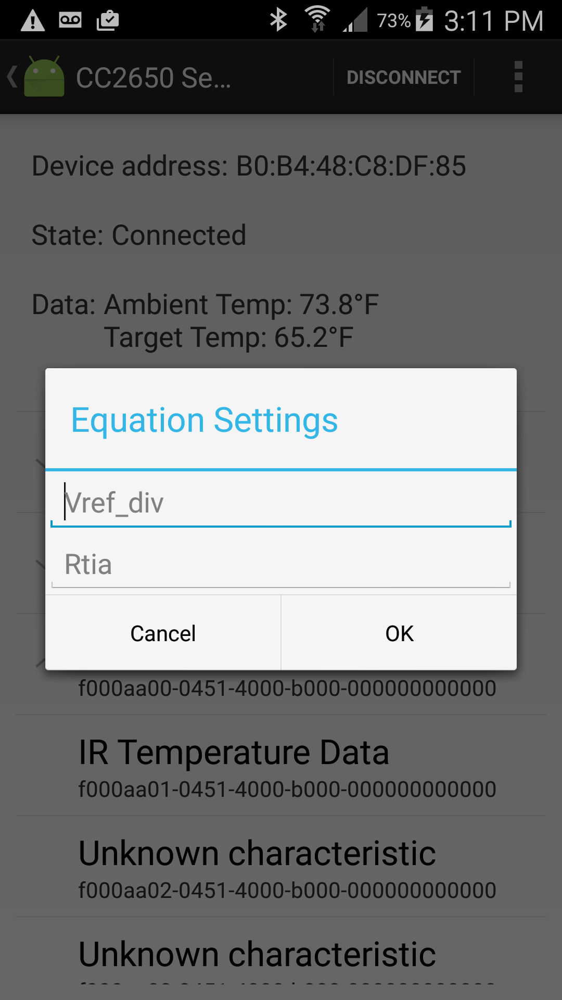 73% 3:11 PM
CC2650 Se... DISCONNECT
Device address: B0:B4:48:C8:DF:85
State: Connected
Data: Ambient Temp: 73.8°F
Target Temp: 65.2°F
Equation Settings
Vref_div
Rtia
Cancel OK
f000aa00-0451-4000-b000-000000000000
IR Temperature Data
f000aa01-0451-4000-b000-000000000000
Unknown characteristic
f000aa02-0451-4000-b000-000000000000
Unknown characteristic